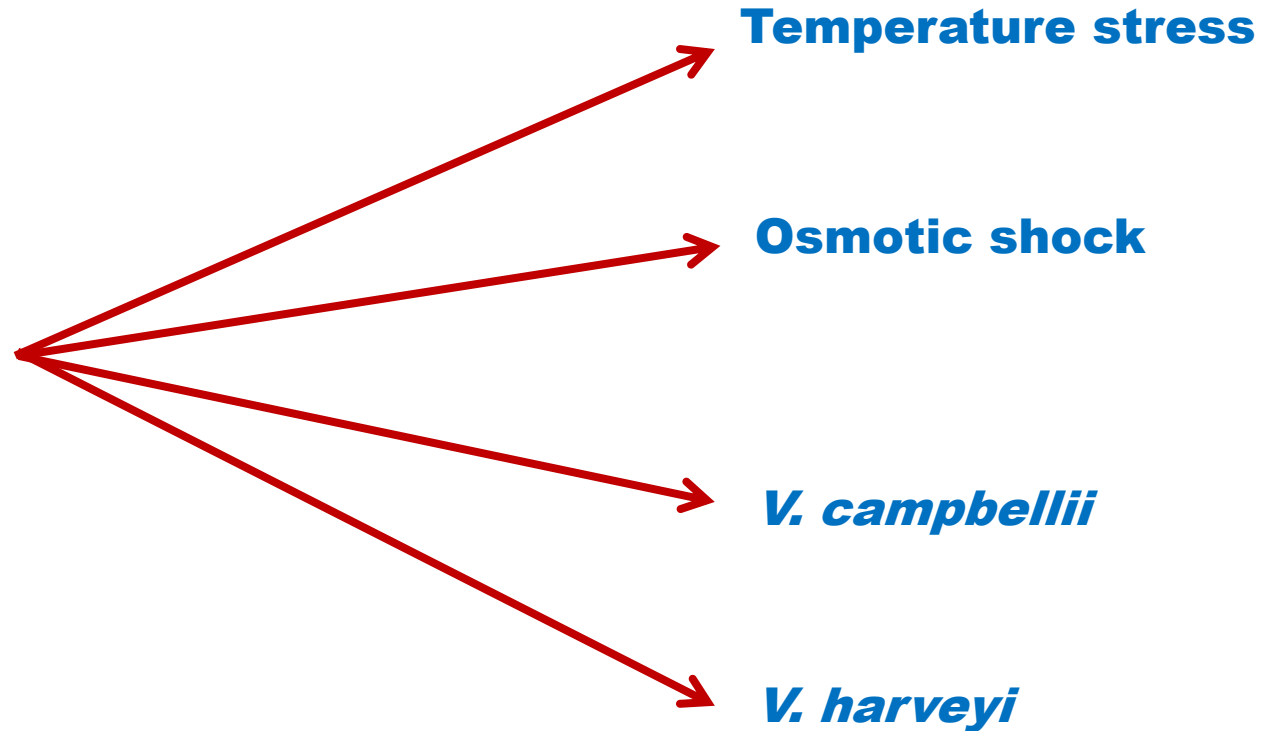 Temperature stress
Osmotic shock
V. campbellii
V. harveyi